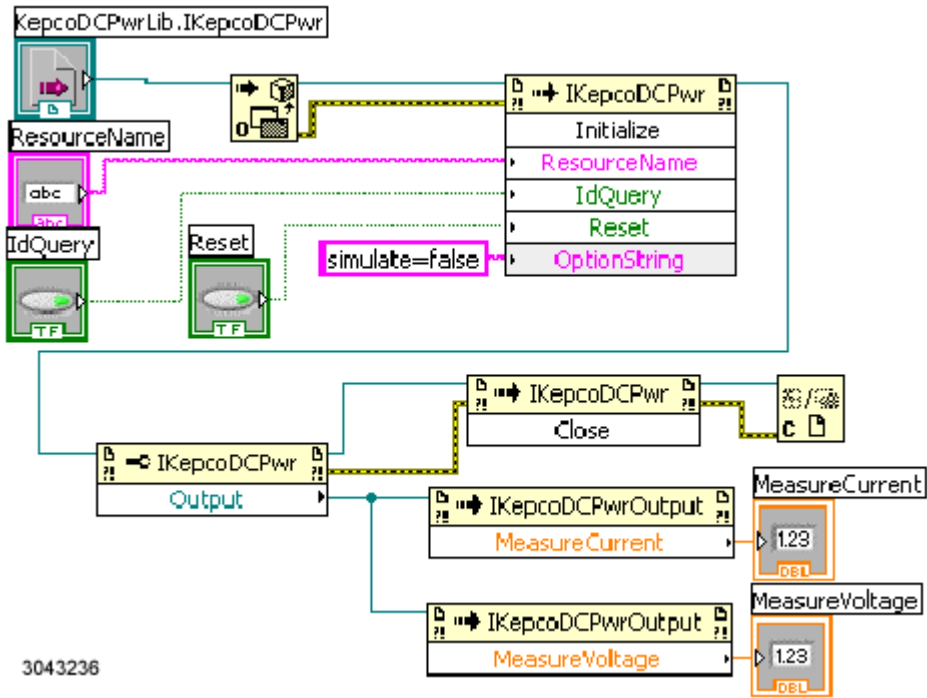 KepcoDCPwrLib.IKepcoDCPwr
ResourceName
abc
abc
IdQuery
TF
Reset
TF
simulate=false
?! IKepcoDCPwr ?!
Initialize
ResourceName
IdQuery
Reset
OptionString
?! IKepcoDCPwr ?!
Close
C
?! IKepcoDCPwr ?!
Output
?! IKepcoDCPwrOutput ?!
MeasureCurrent
MeasureCurrent
1.23
DBL
?! IKepcoDCPwrOutput ?!
MeasureVoltage
MeasureVoltage
1.23
DBL
3043236